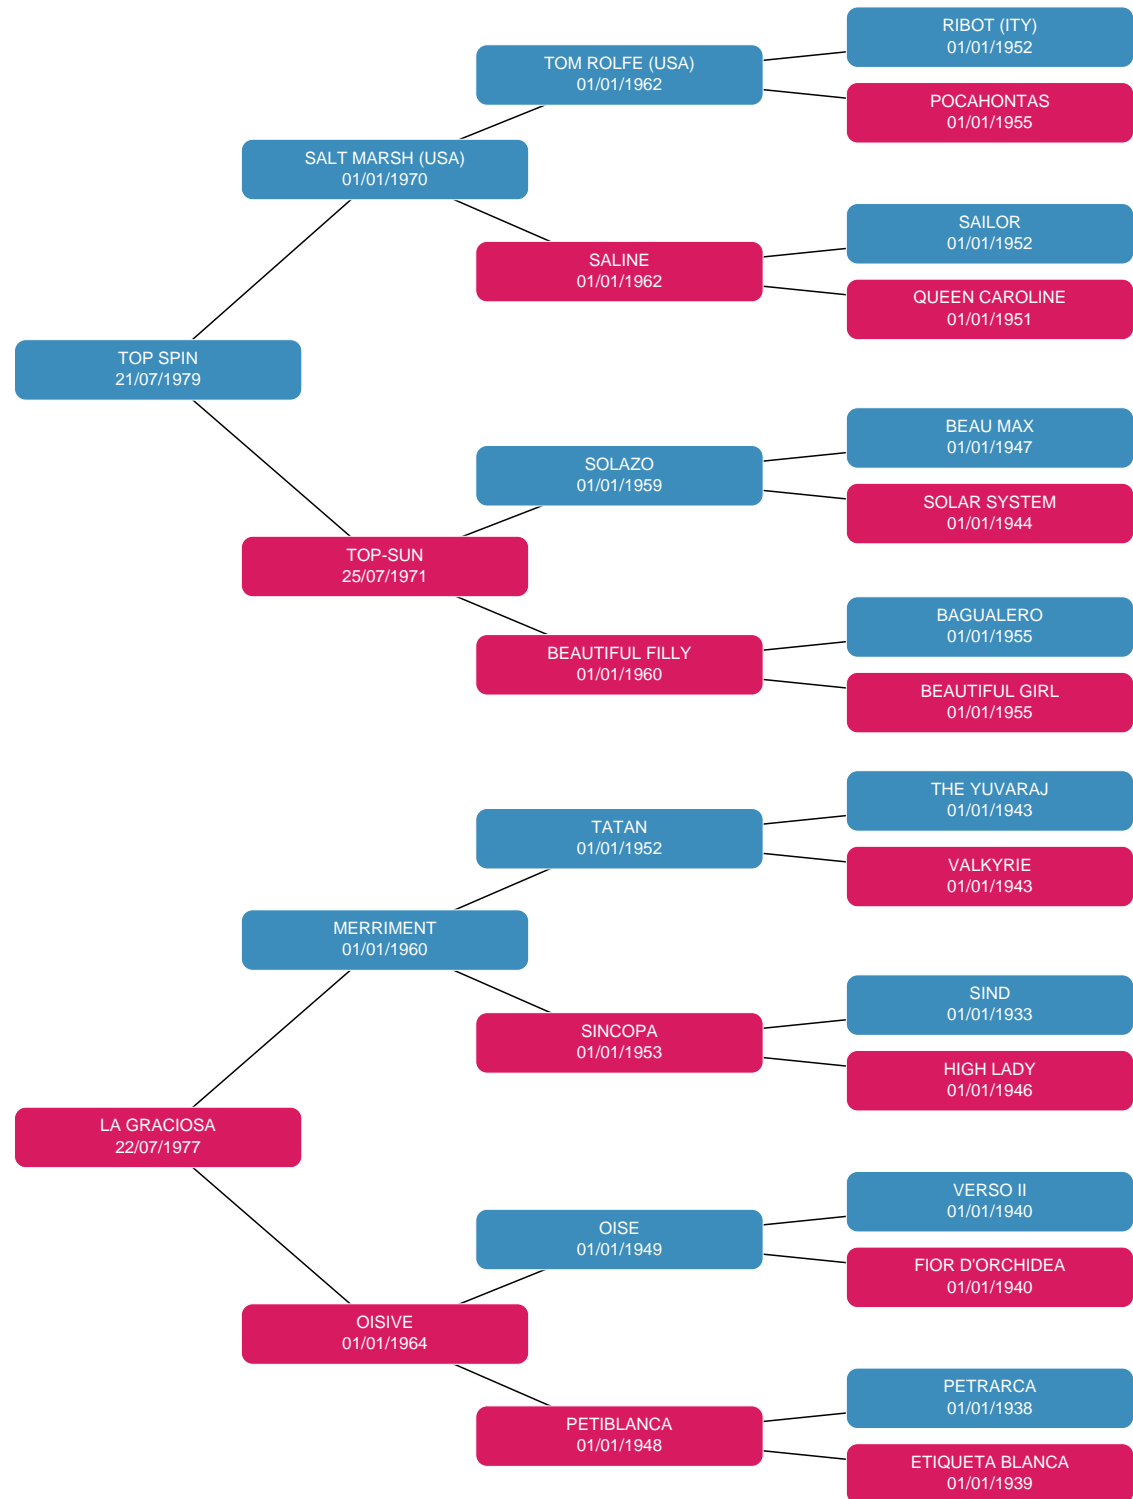 RIBOT (ITY)
01/01/1952
TOM ROLFE (USA)
01/01/1962
POCAHONTAS
01/01/1955
SALT MARSH (USA)
01/01/1970
SAILOR
01/01/1952
SALINE
01/01/1962
QUEEN CAROLINE
01/01/1951
TOP SPIN
21/07/1979
BEAU MAX
01/01/1947
SOLAZO
01/01/1959
SOLAR SYSTEM
01/01/1944
TOP-SUN
25/07/1971
BAGUALERO
01/01/1955
BEAUTIFUL FILLY
01/01/1960
BEAUTIFUL GIRL
01/01/1955
THE YUVARAJ
01/01/1943
TATAN
01/01/1952
VALKYRIE
01/01/1943
MERRIMENT
01/01/1960
SIND
01/01/1933
SINCOPA
01/01/1953
HIGH LADY
01/01/1946
LA GRACIOSA
22/07/1977
VERSO II
01/01/1940
OISE
01/01/1949
FIOR D'ORCHIDEA
01/01/1940
OISIVE
01/01/1964
PETRARCA
01/01/1938
PETIBLANCA
01/01/1948
ETIQUETA BLANCA
01/01/1939